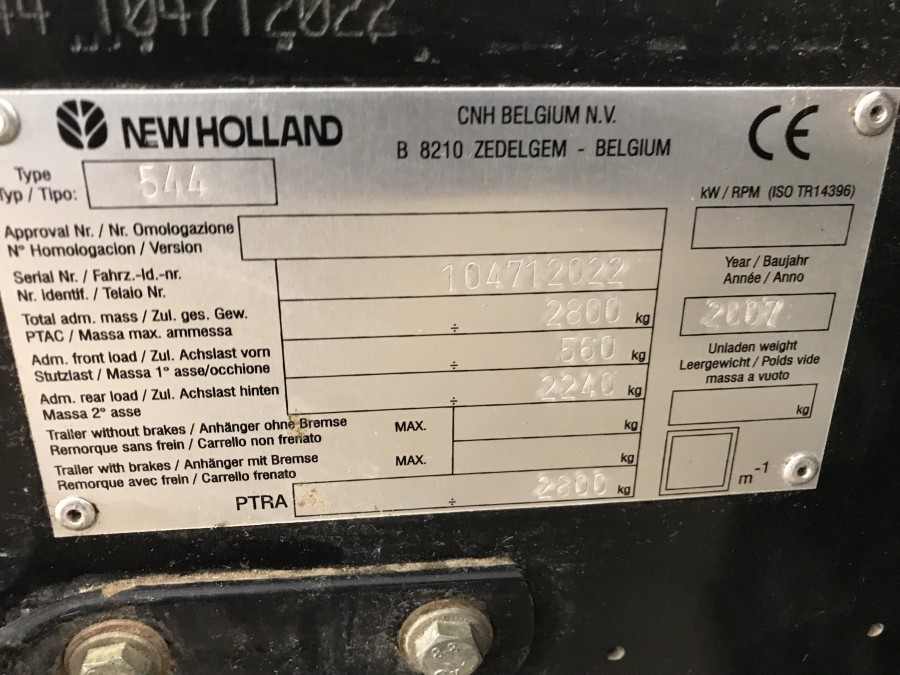 44 104712022
NEW HOLLAND
CNH BELGIUM N.V.
B 8210 ZEDELGEM - BELGIUM
CE
Type
Typ / Tipo:
544
kW / RPM (ISO TR14396)
Approval Nr. / Nr. Omologazione
N° Homologacion / Version
Serial Nr. / Fahrz.-Id.-nr.
Nr. Identif. / Telaio Nr.
104712022
Year / Baujahr
Année / Anno
2007
Total adm. mass / Zul. ges. Gew.
PTAC / Massa max. ammessa
÷ 2800 kg
Adm. front load / Zul. Achslast vorn
Stutzlast / Massa 1° asse/occhione
÷ 560 kg
Unladen weight
Leergewicht / Poids vide
massa a vuoto
kg
Adm. rear load / Zul. Achslast hinten
Massa 2° asse
÷ 2240 kg
Trailer without brakes / Anhänger ohne Bremse
Remorque sans frein / Carrello non frenato
MAX. kg
Trailer with brakes / Anhänger mit Bremse
Remorque avec frein / Carrello frenato
MAX. kg
m-1
PTRA ÷ 2800 kg
8.8